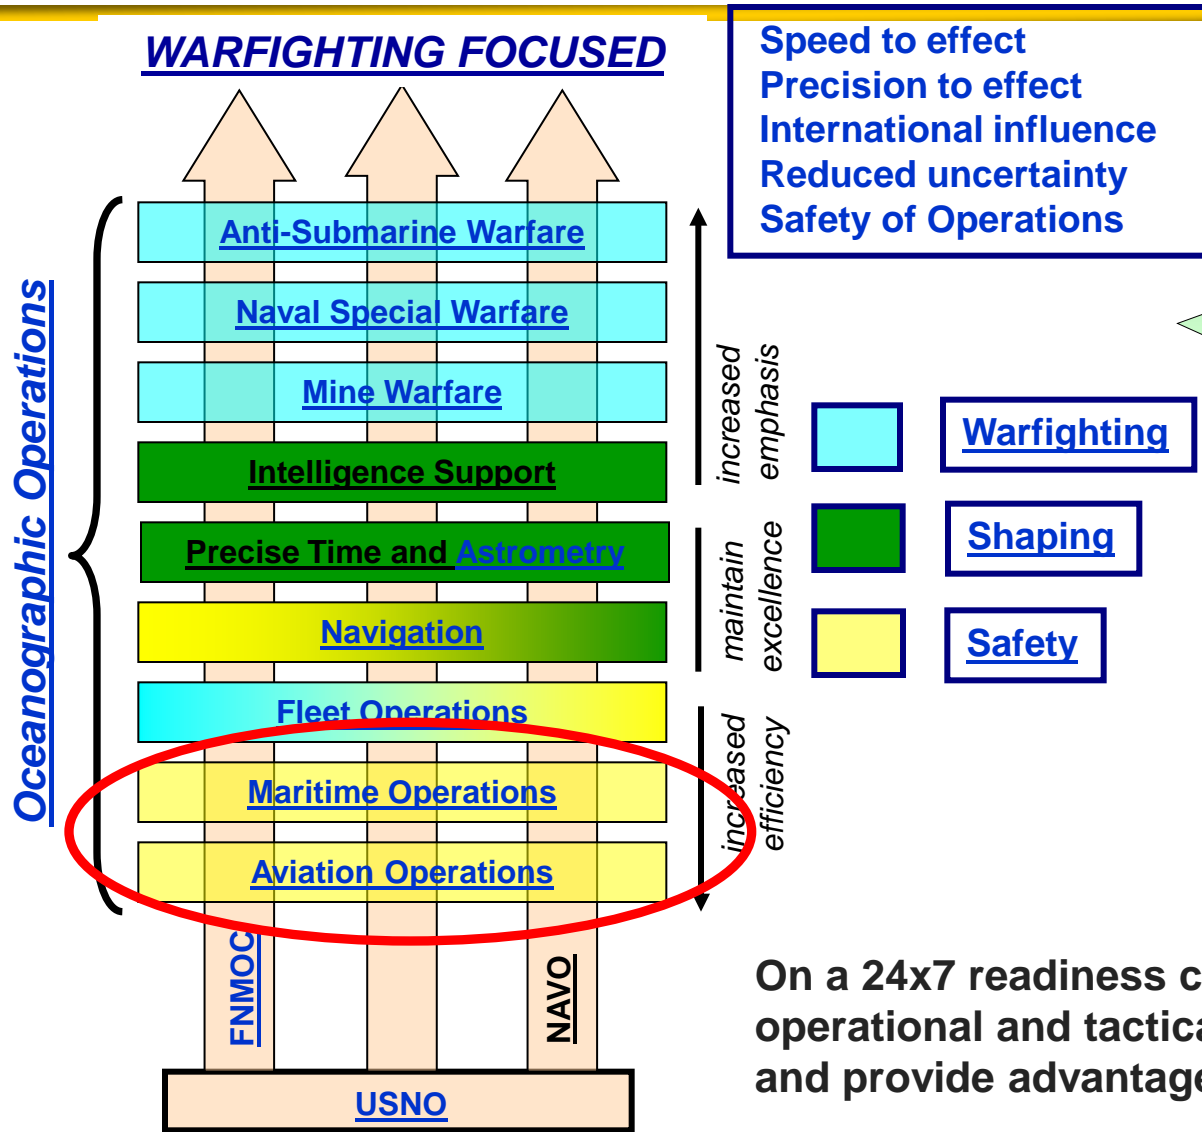 WARFIGHTING FOCUSED
Speed to effect
Precision to effect
International influence
Reduced uncertainty
Safety of Operations
Oceanographic Operations
Anti-Submarine Warfare
Naval Special Warfare
Mine Warfare
Intelligence Support
Precise Time and Astrometry
Navigation
Fleet Operations
Maritime Operations
Aviation Operations
increased
emphasis
maintain
excellence
increased
efficiency
Warfighting
Shaping
Safety
FNMOC
NAVO
USNO
On a 24x7 readiness
operational and
and provide advantage